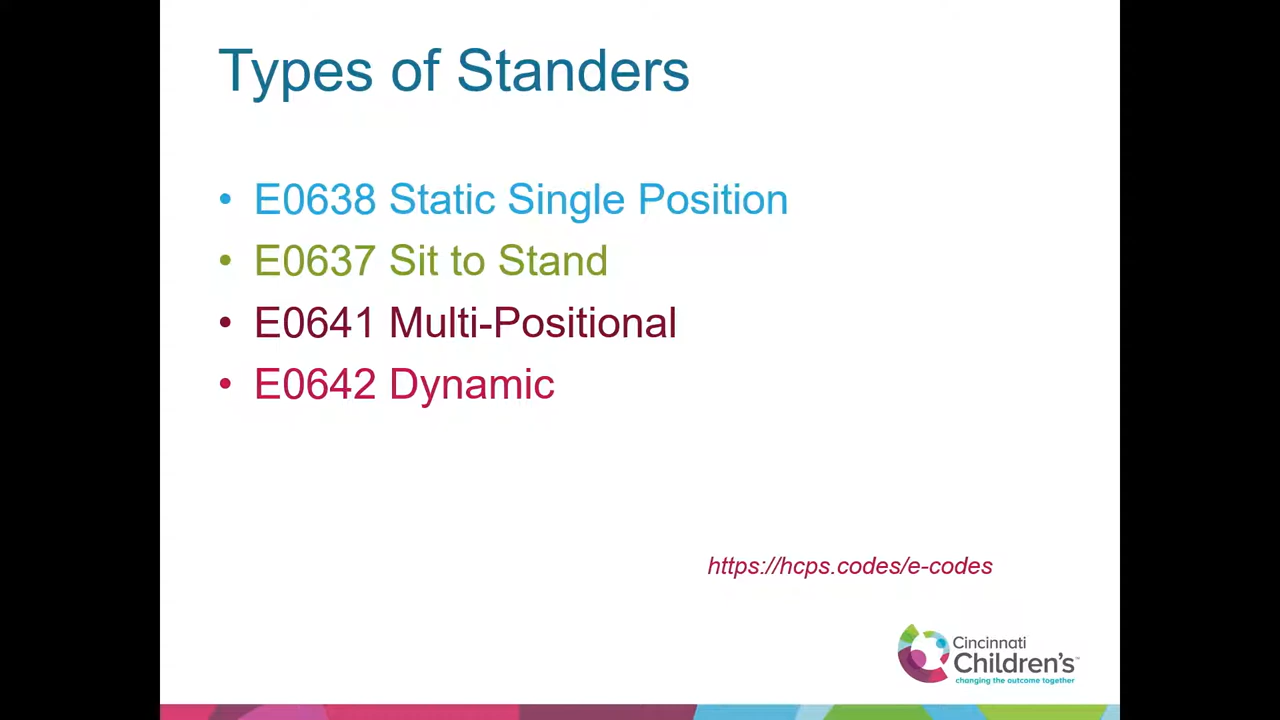 Types of Standers
• E0638 Static Single Position
• E0637 Sit to Stand
• E0641 Multi-Positional
• E0642 Dynamic
https://hcps.codes/e-codes
Cincinnati
Children's™
changing the outcome together